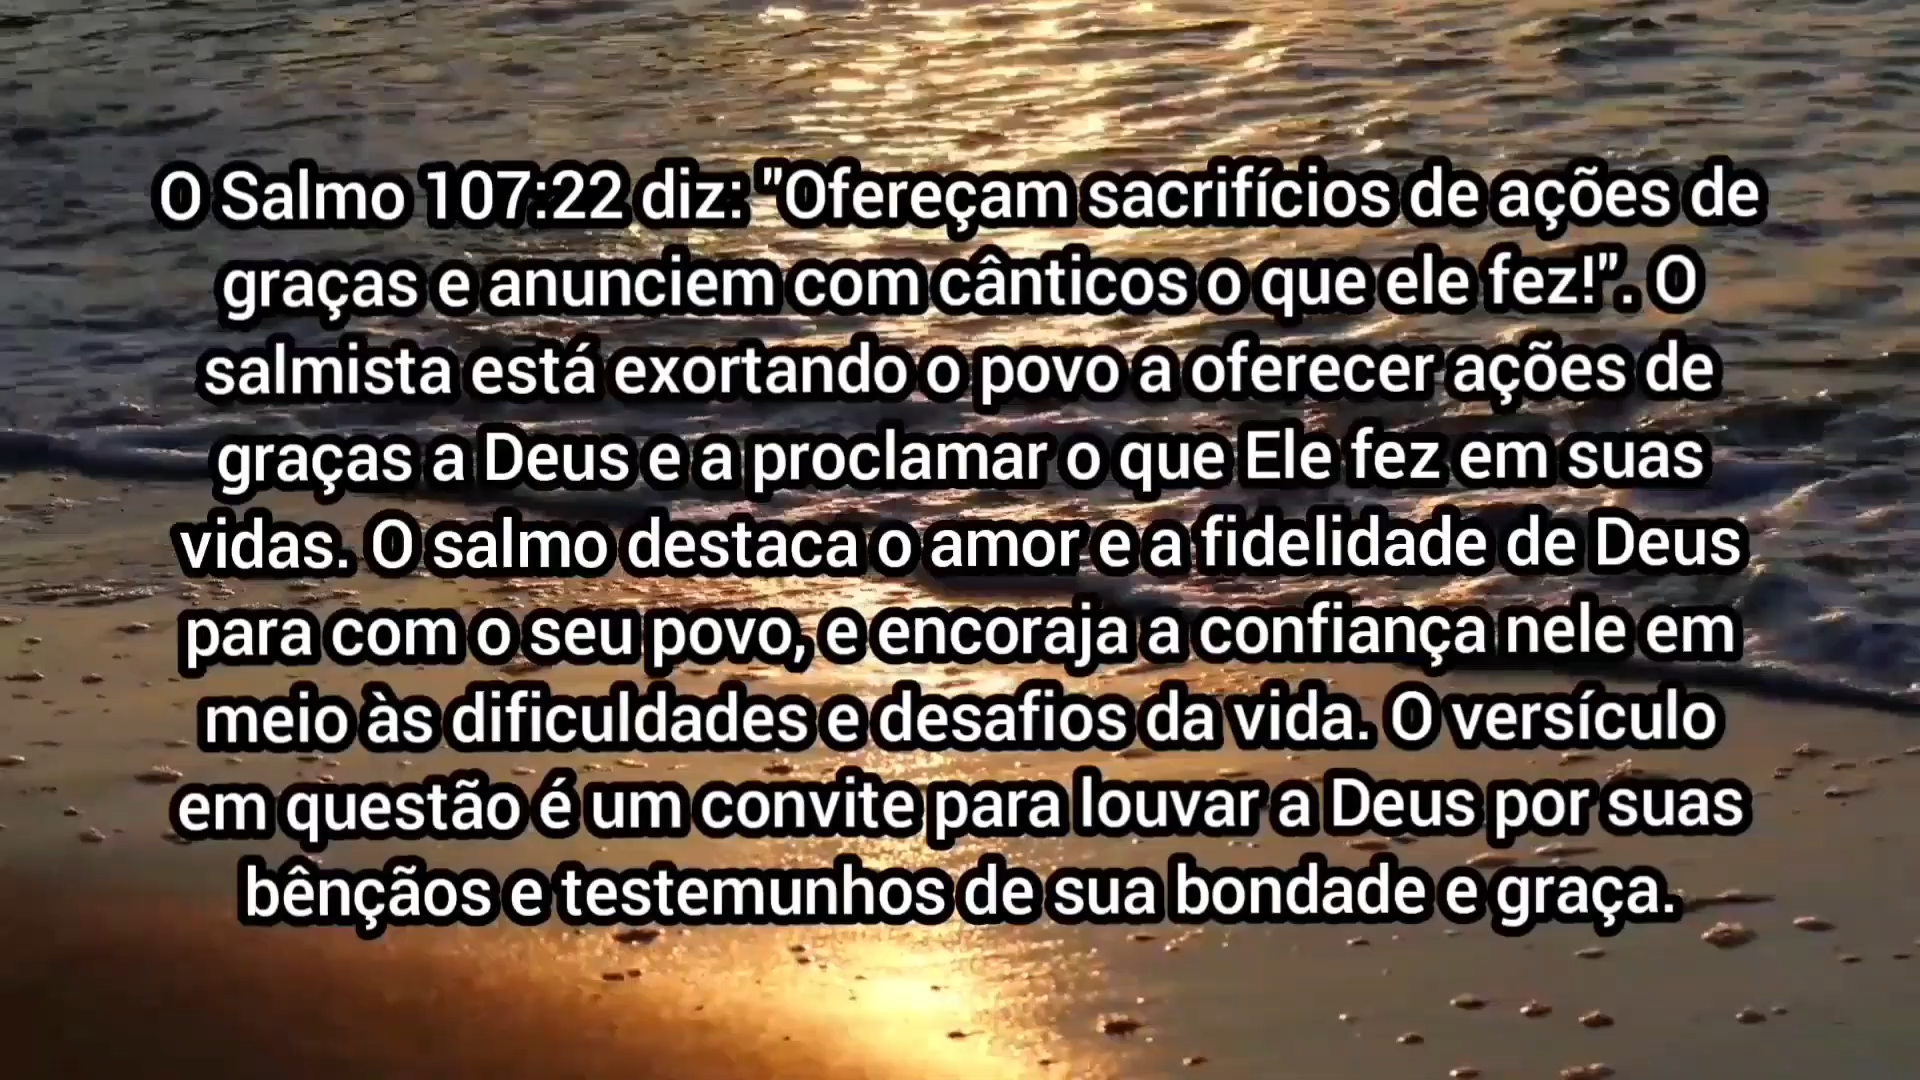 O Salmo 107:22 diz: "Ofereçam sacrifícios de ações de
graças e anunciem com cânticos o que ele fez!". O
salmista está exortando o povo a oferecer ações de
graças a Deus e a proclamar o que Ele fez em suas
vidas. O salmo destaca o amor e a fidelidade de Deus
para com o seu povo, e encoraja a confiança nele em
meio às dificuldades e desafios da vida. O versículo
em questão é um convite para louvar a Deus por suas
bênçãos e testemunhos de sua bondade e graça.